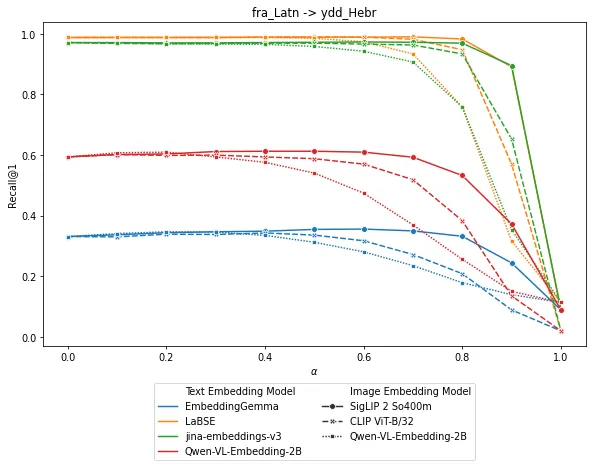 fra_Latn -> ydd_Hebr
Recall@1
1.0
0.8
0.6
0.4
0.2
0.0
0.0 0.2 0.4 0.6 0.8 1.0
α
Text Embedding Model
EmbeddingGemma
LaBSE
jina-embeddings-v3
Qwen-VL-Embedding-2B
Image Embedding Model
SigLIP 2 So400m
CLIP ViT-B/32
Qwen-VL-Embedding-2B